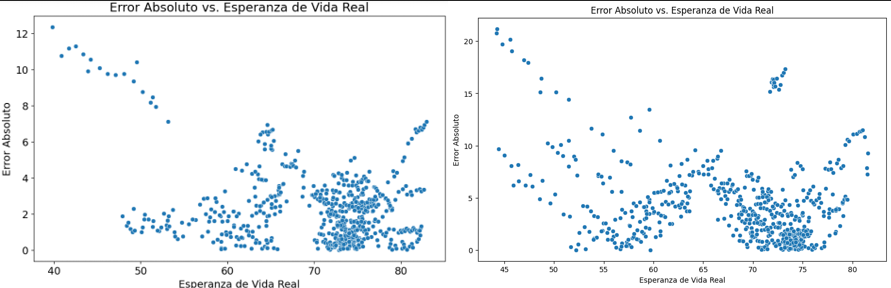 Error Absoluto vs. Esperanza de Vida Real
Error Absoluto
12
10
8
6
4
2
0
40 50 60 70 80
Esperanza de Vida Real
Error Absoluto vs. Esperanza de Vida Real
Error Absoluto
20
15
10
5
0
45 50 55 60 65 70 75 80
Esperanza de Vida Real